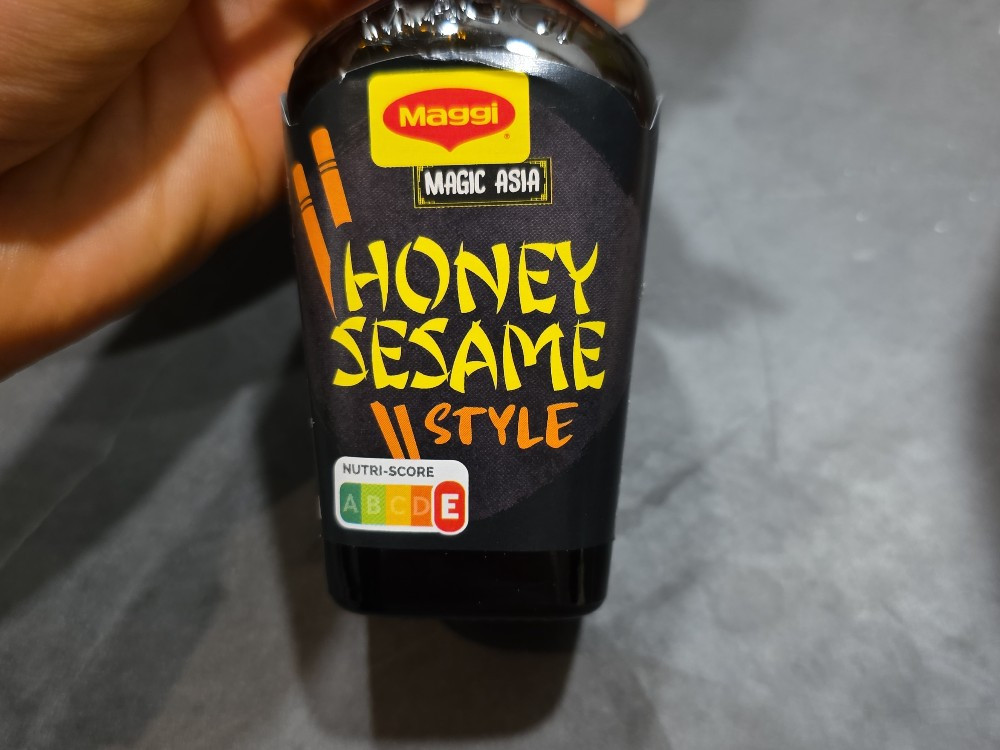 Maggi
MAGIC ASIA
HONEY
SESAME
STYLE
NUTRI-SCORE
A B C D E